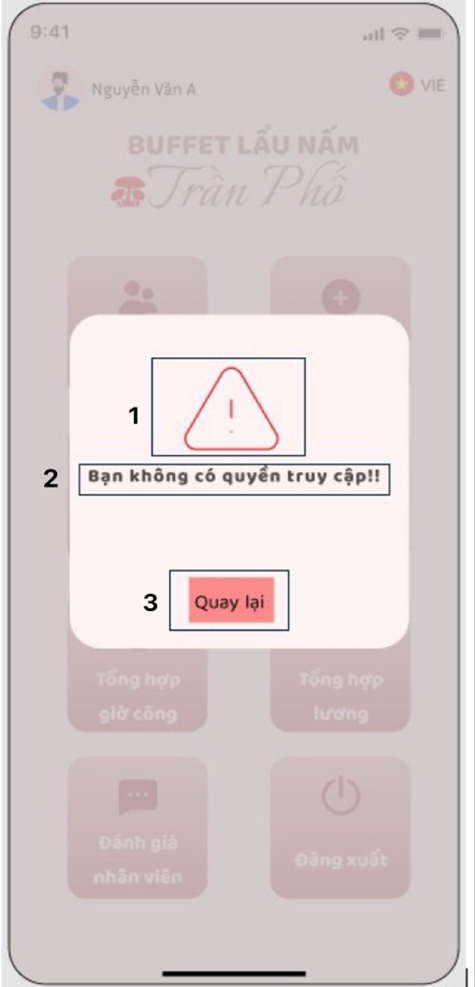 9:41
Nguyễn Văn A
VIE
BUFFET LẨU NẤM
Trần Phố
1
2
Bạn không có quyền truy cập!!
3
Quay lại
Tổng hợp
giờ công
Tổng hợp
lương
Đánh giá
nhân viên
Đăng xuất